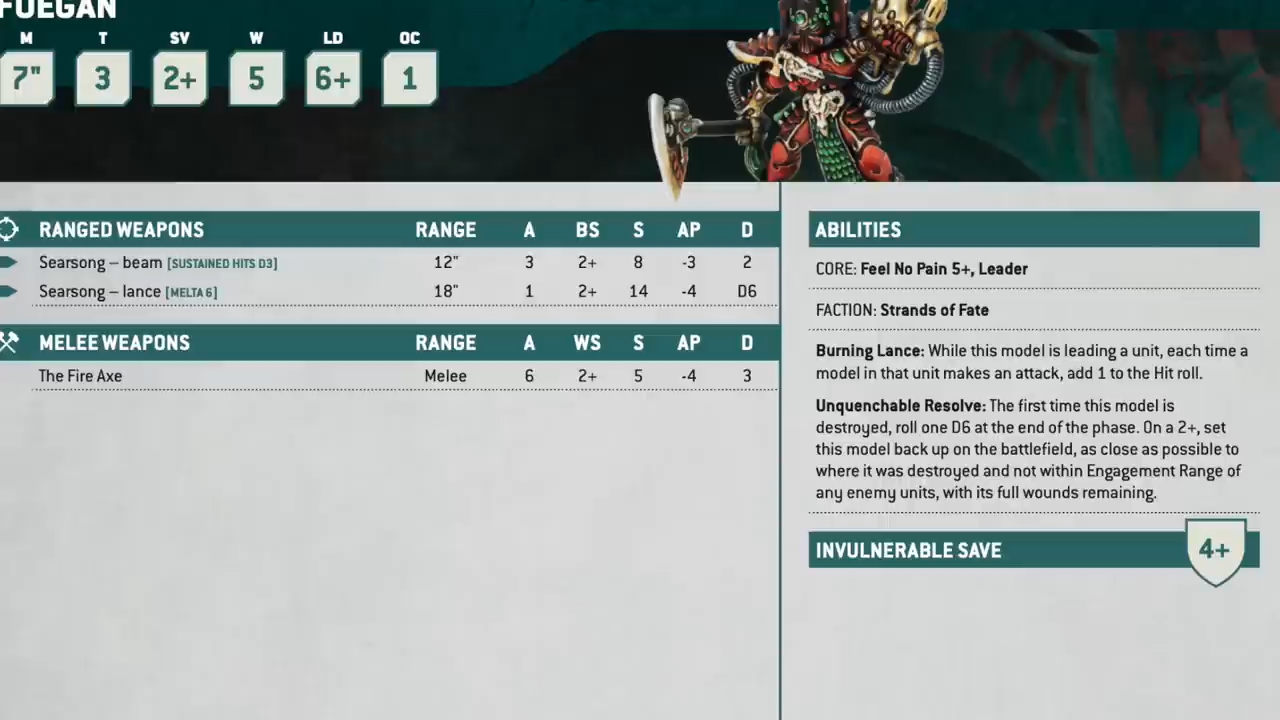 FUEGAN
M T SV W LD OC
7" 3 2+ 5 6+ 1
RANGED WEAPONS RANGE A BS S AP D
Searsong – beam [SUSTAINED HITS D3] 12" 3 2+ 8 -3 2
Searsong – lance [MELTA 6] 18" 1 2+ 14 -4 D6
MELEE WEAPONS RANGE A WS S AP D
The Fire Axe Melee 6 2+ 5 -4 3
ABILITIES
CORE: Feel No Pain 5+, Leader
FACTION: Strands of Fate
Burning Lance: While this model is leading a unit, each time a
model in that unit makes an attack, add 1 to the Hit roll.
Unquenchable Resolve: The first time this model is
destroyed, roll one D6 at the end of the phase. On a 2+, set
this model back up on the battlefield, as close as possible to
where it was destroyed and not within Engagement Range of
any enemy units, with its full wounds remaining.
INVULNERABLE SAVE 4+